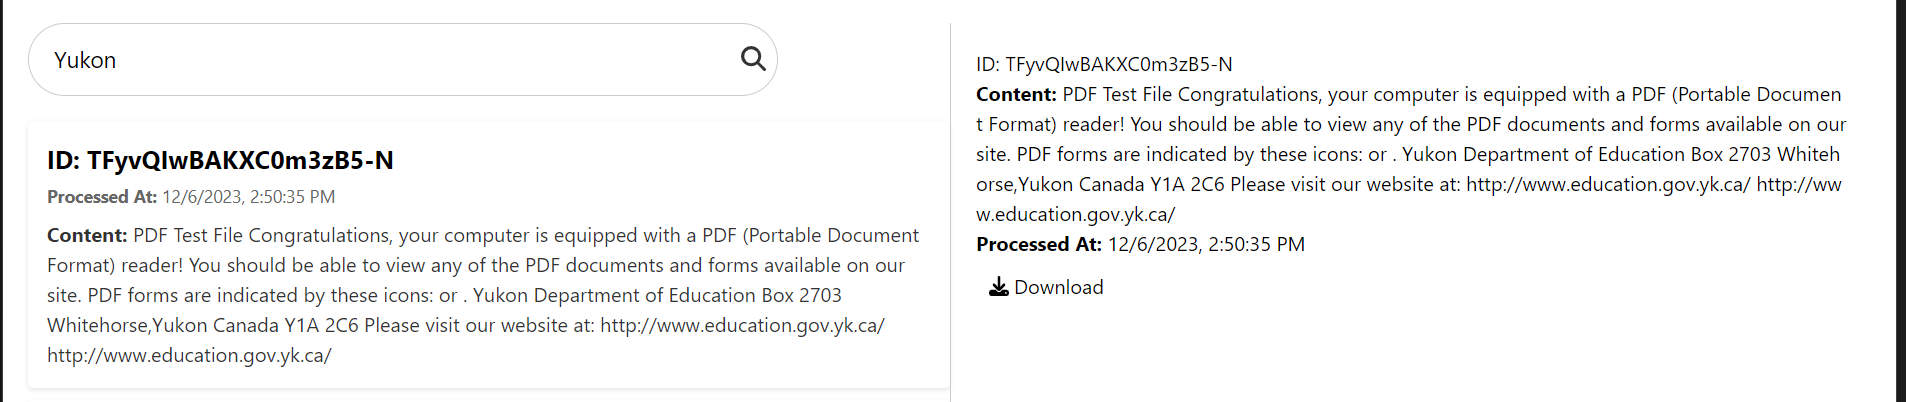 Yukon
ID: TFyvQIwBAKXC0m3zB5-N
Processed At: 12/6/2023, 2:50:35 PM
Content: PDF Test File Congratulations, your computer is equipped with a PDF (Portable Document
Format) reader! You should be able to view any of the PDF documents and forms available on our
site. PDF forms are indicated by these icons: or . Yukon Department of Education Box 2703
Whitehorse,Yukon Canada Y1A 2C6 Please visit our website at: http://www.education.gov.yk.ca/
http://www.education.gov.yk.ca/
ID: TFyvQIwBAKXC0m3zB5-N
Content: PDF Test File Congratulations, your computer is equipped with a PDF (Portable Documen
t Format) reader! You should be able to view any of the PDF documents and forms available on our
site. PDF forms are indicated by these icons: or . Yukon Department of Education Box 2703 Whiteh
orse,Yukon Canada Y1A 2C6 Please visit our website at: http://www.education.gov.yk.ca/ http://ww
w.education.gov.yk.ca/
Processed At: 12/6/2023, 2:50:35 PM
Download